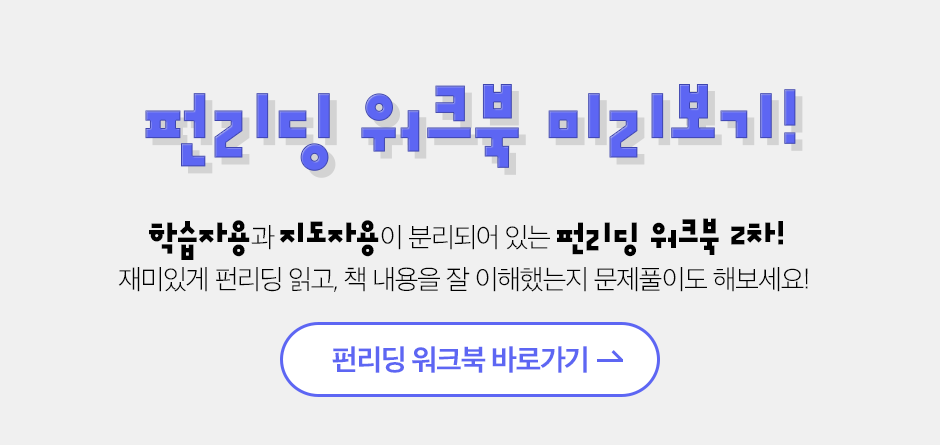 펀리딩 워크북 미리보기!
학습자용과 지도자용이 분리되어 있는 펀리딩 워크북 2차!
재미있게 펀리딩 읽고, 책 내용을 잘 이해했는지 문제풀이도 해보세요!
펀리딩 워크북 바로가기 →